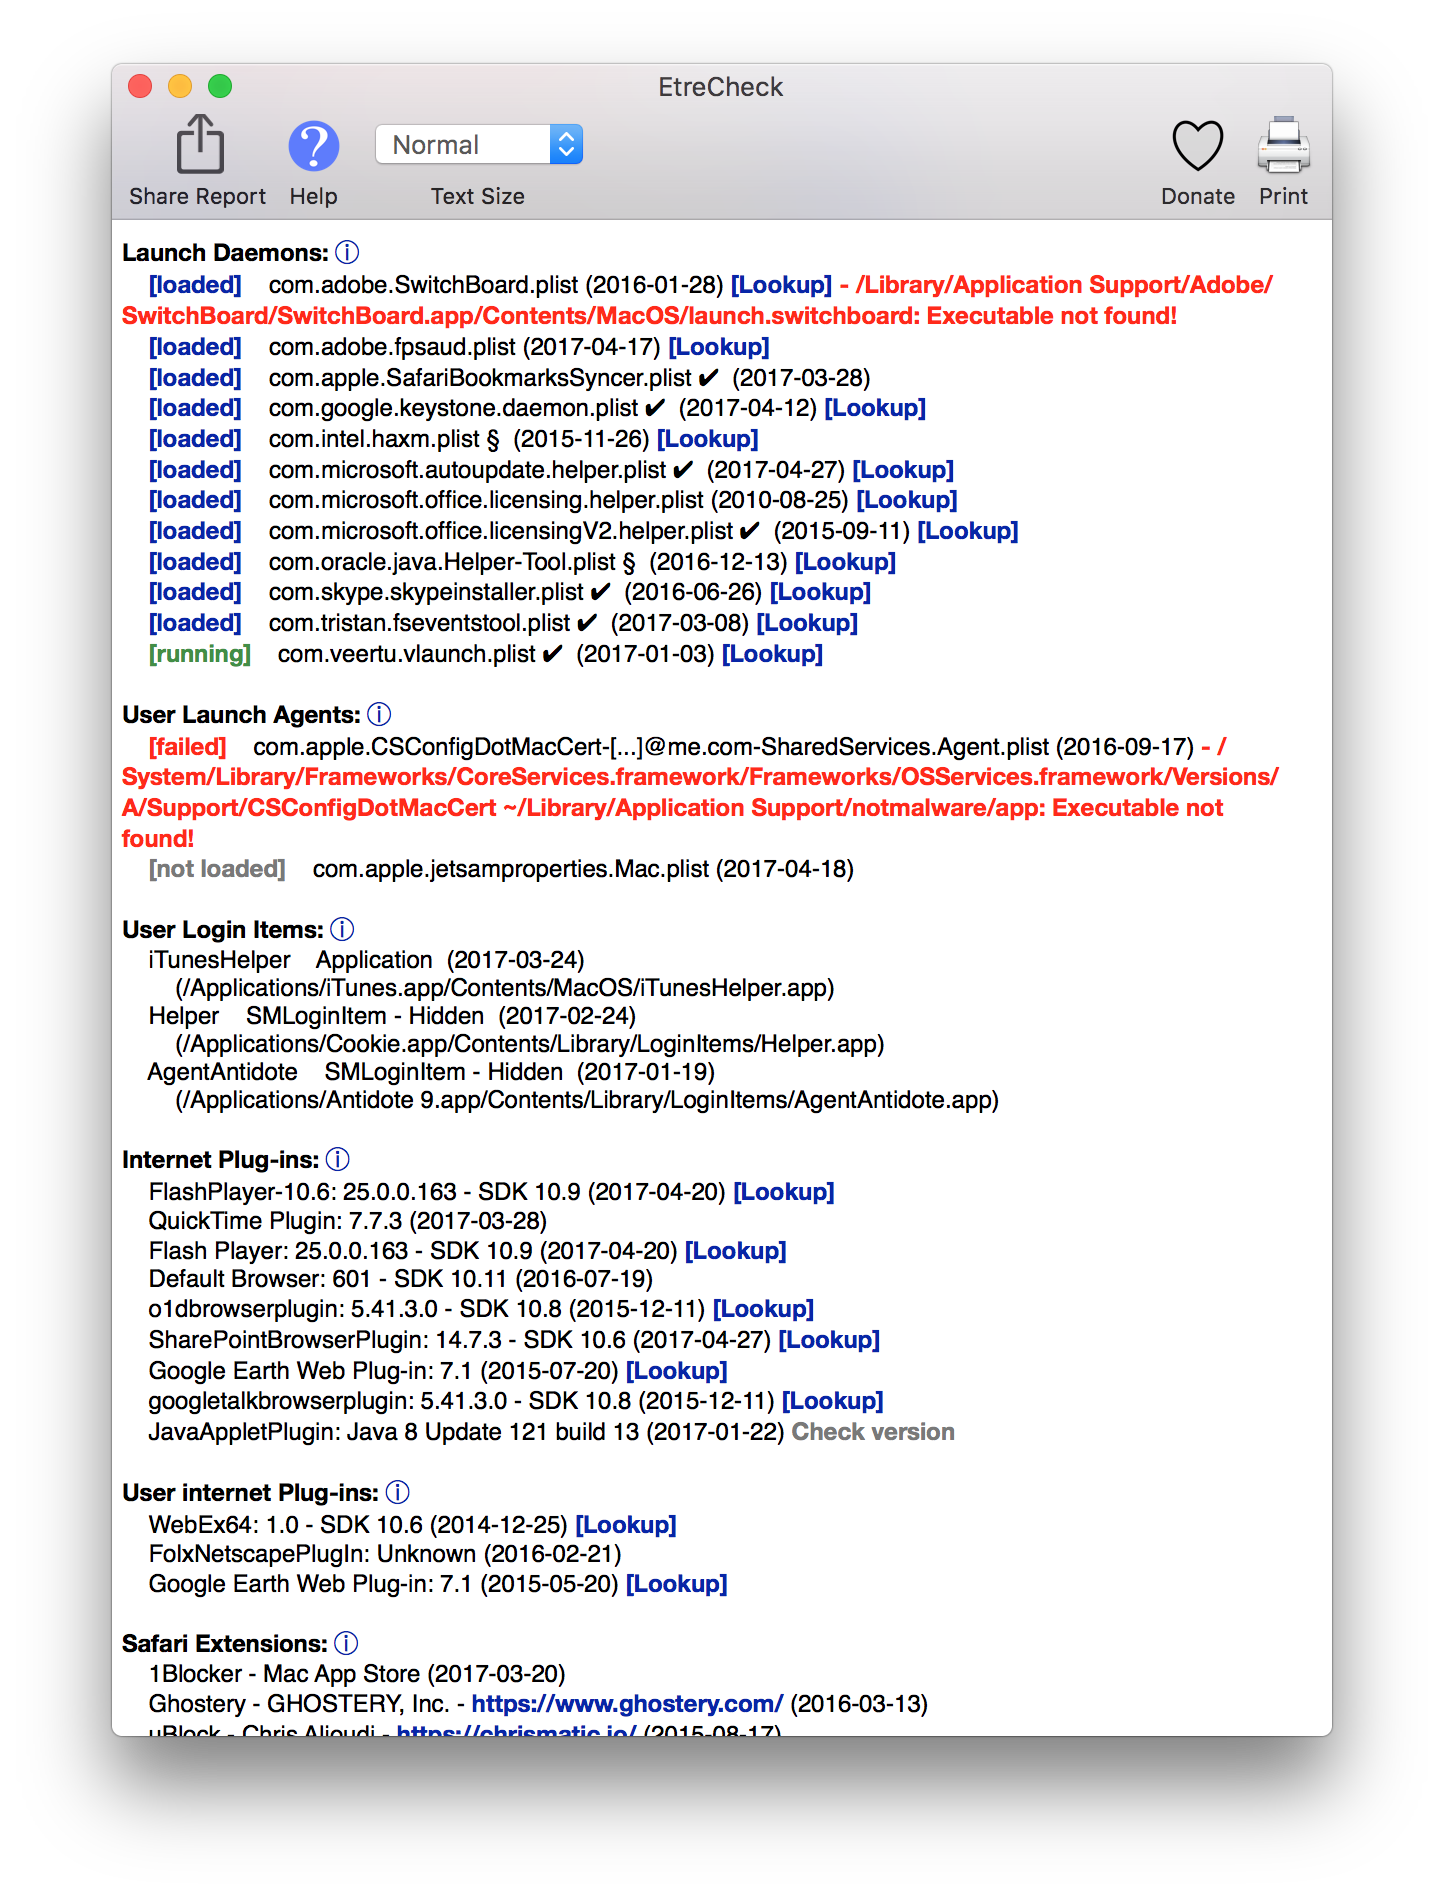 EtreCheck
Normal
Share Report Help Text Size Donate Print
Launch Daemons: ⓘ
[loaded] com.adobe.SwitchBoard.plist (2016-01-28) [Lookup] - /Library/Application Support/Adobe/
SwitchBoard/SwitchBoard.app/Contents/MacOS/launch.switchboard: Executable not found!
[loaded] com.adobe.fpsaud.plist (2017-04-17) [Lookup]
[loaded] com.apple.SafariBookmarksSyncer.plist ✔ (2017-03-28)
[loaded] com.google.keystone.daemon.plist ✔ (2017-04-12) [Lookup]
[loaded] com.intel.haxm.plist § (2015-11-26) [Lookup]
[loaded] com.microsoft.autoupdate.helper.plist ✔ (2017-04-27) [Lookup]
[loaded] com.microsoft.office.licensing.helper.plist (2010-08-25) [Lookup]
[loaded] com.microsoft.office.licensingV2.helper.plist ✔ (2015-09-11) [Lookup]
[loaded] com.oracle.java.Helper-Tool.plist § (2016-12-13) [Lookup]
[loaded] com.skype.skypeinstaller.plist ✔ (2016-06-26) [Lookup]
[loaded] com.tristan.fseventstool.plist ✔ (2017-03-08) [Lookup]
[running] com.veertu.vlaunch.plist ✔ (2017-01-03) [Lookup]
User Launch Agents: ⓘ
[failed] com.apple.CSConfigDotMacCert-[...]@me.com-SharedServices.Agent.plist (2016-09-17) - /
System/Library/Frameworks/CoreServices.framework/Frameworks/OSServices.framework/Versions/
A/Support/CSConfigDotMacCert ~/Library/Application Support/notmalware/app: Executable not
found!
[not loaded] com.apple.jetsamproperties.Mac.plist (2017-04-18)
User Login Items: ⓘ
iTunesHelper Application (2017-03-24)
(/Applications/iTunes.app/Contents/MacOS/iTunesHelper.app)
Helper SMLoginItem - Hidden (2017-02-24)
(/Applications/Cookie.app/Contents/Library/LoginItems/Helper.app)
AgentAntidote SMLoginItem - Hidden (2017-01-19)
(/Applications/Antidote 9.app/Contents/Library/LoginItems/AgentAntidote.app)
Internet Plug-ins: ⓘ
FlashPlayer-10.6: 25.0.0.163 - SDK 10.9 (2017-04-20) [Lookup]
QuickTime Plugin: 7.7.3 (2017-03-28)
Flash Player: 25.0.0.163 - SDK 10.9 (2017-04-20) [Lookup]
Default Browser: 601 - SDK 10.11 (2016-07-19)
o1dbrowserplugin: 5.41.3.0 - SDK 10.8 (2015-12-11) [Lookup]
SharePointBrowserPlugin: 14.7.3 - SDK 10.6 (2017-04-27) [Lookup]
Google Earth Web Plug-in: 7.1 (2015-07-20) [Lookup]
googletalkbrowserplugin: 5.41.3.0 - SDK 10.8 (2015-12-11) [Lookup]
JavaAppletPlugin: Java 8 Update 121 build 13 (2017-01-22) Check version
User internet Plug-ins: ⓘ
WebEx64: 1.0 - SDK 10.6 (2014-12-25) [Lookup]
FolxNetscapePlugIn: Unknown (2016-02-21)
Google Earth Web Plug-in: 7.1 (2015-05-20) [Lookup]
Safari Extensions: ⓘ
1Blocker - Mac App Store (2017-03-20)
Ghostery - GHOSTERY, Inc. - https://www.ghostery.com/ (2016-03-13)
uBlock - Chris Aljoudi - https://chrismatic.io/ (2015-08-17)